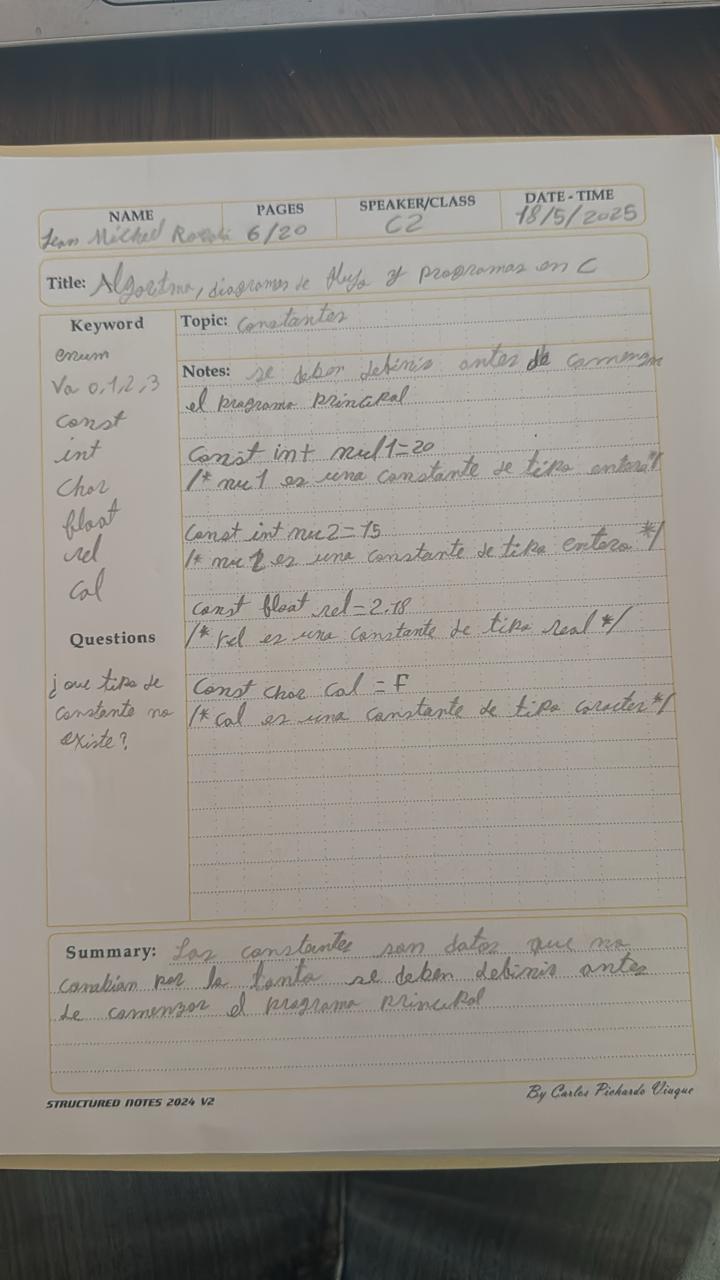 NAME PAGES SPEAKER/CLASS DATE-TIME
Jean Michel 6/20 C2 18/5/2025
Title: Algoritmo, diagramas de flujo y programas en C
Keyword
enum
Va 0,1,2,3
const
int
Char
float
rel
Cal
Questions
¿que tipo de
constante no
existe?
Topic: Constantes
Notes: se deben definir antes de comenzar
el programa principal
Const int nu1=20
/* nu1 es una constante de tipo entero */
Const int nu2=15
/* nu2 es una constante de tipo entero */
const float rel=2.18
/* rel es una constante de tipo real */
Const Char Cal = F
/* Cal es una constante de tipo caracter */
Summary: Las constantes son datos que no
cambian por lo tanto se deben definir antes
de comenzar el programa principal
STRUCTURED NOTES 2024 V2
By Carlos Pichardo Viuque